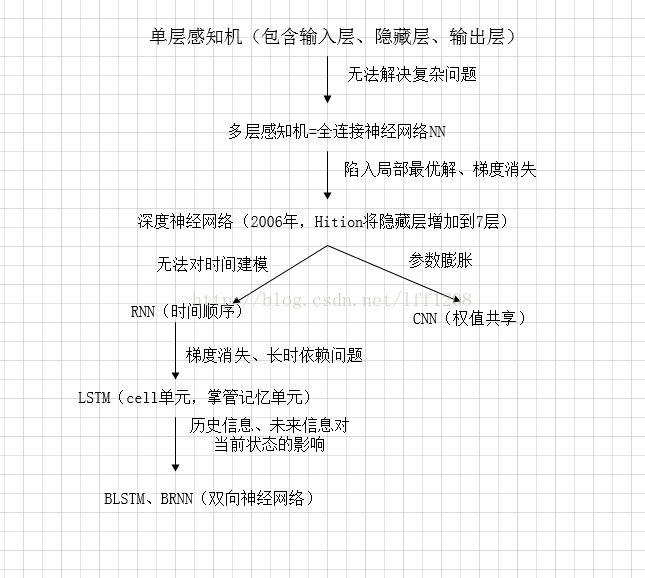 单层感知机（包含输入层、隐藏层、输出层）
无法解决复杂问题
多层感知机=全连接神经网络NN
陷入局部最优解、梯度消失
深度神经网络（2006年，Hition将隐藏层增加到7层）
无法对时间建模
参数膨胀
http://blog.csdn.net/lff1208
RNN（时间顺序）
CNN（权值共享）
梯度消失、长时依赖问题
LSTM（cell单元，掌管记忆单元）
历史信息、未来信息对
当前状态的影响
BLSTM、BRNN（双向神经网络）